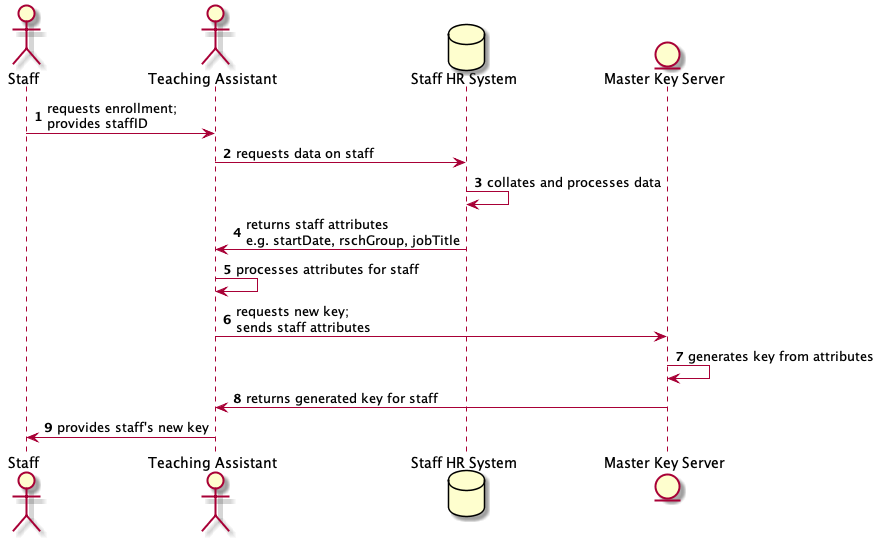 Staff
Teaching Assistant
Staff HR System
Master Key Server
1 requests enrollment;
provides staffID
2 requests data on staff
3 collates and processes data
4 returns staff attributes
e.g. startDate, rschGroup, jobTitle
5 processes attributes for staff
6 requests new key;
sends staff attributes
7 generates key from attributes
8 returns generated key for staff
9 provides staff's new key
Staff
Teaching Assistant
Staff HR System
Master Key Server